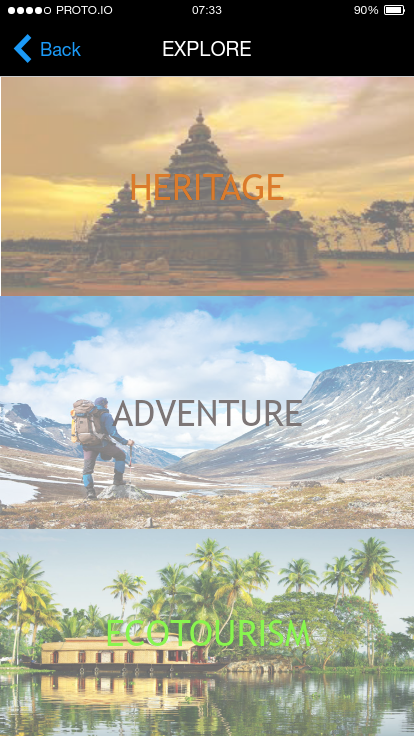 PROTO.IO 07:33 90%
Back EXPLORE
HERITAGE
ADVENTURE
ECOTOURISM